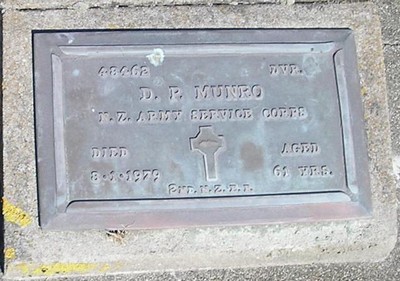 48462 DVR.
D. P. MUNRO
N.Z. ARMY SERVICE CORPS
DIED AGED
8·1·1979 61 YRS.
2ND. N.Z.E.F.